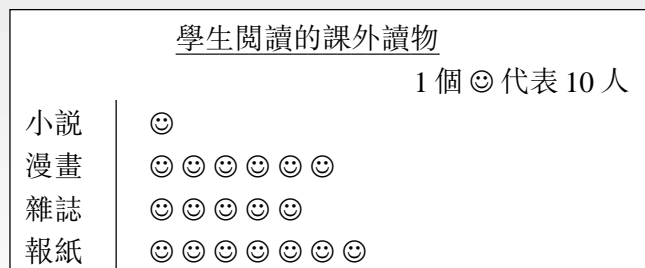 學生閱讀的課外讀物
1 個 ☺ 代表 10 人
小説 ☺
漫畫 ☺ ☺ ☺ ☺ ☺ ☺
雜誌 ☺ ☺ ☺ ☺ ☺
報紙 ☺ ☺ ☺ ☺ ☺ ☺ ☺